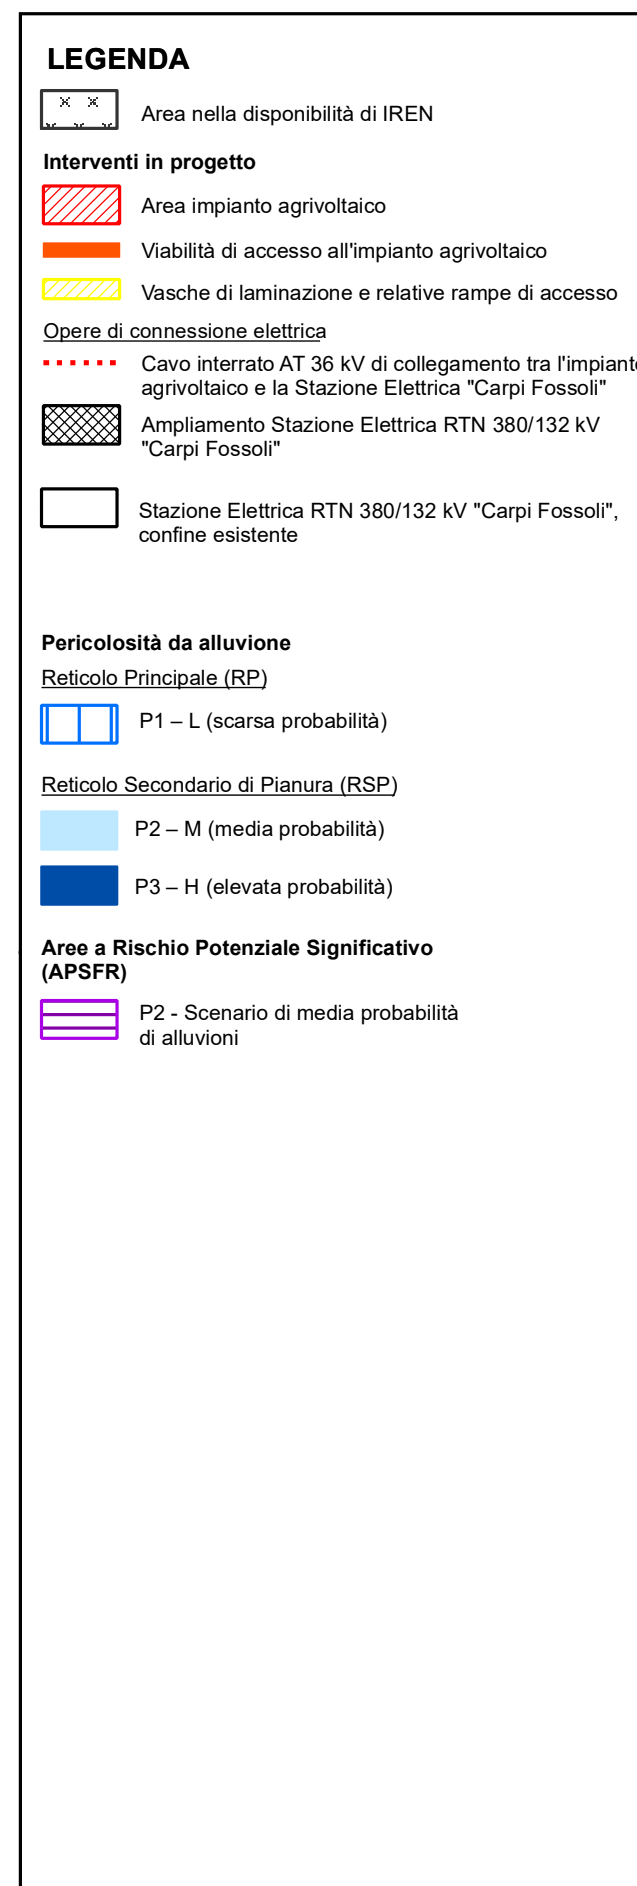 LEGENDA
Area nella disponibilità di IREN
Interventi in progetto
Area impianto agrivoltaico
Viabilità di accesso all'impianto agrivoltaico
Vasche di laminazione e relative rampe di accesso
Opere di connessione elettrica
Cavo interrato AT 36 kV di collegamento tra l'impianto
agrivoltaico e la Stazione Elettrica "Carpi Fossoli"
Ampliamento Stazione Elettrica RTN 380/132 kV
"Carpi Fossoli"
Stazione Elettrica RTN 380/132 kV "Carpi Fossoli",
confine esistente
Pericolosità da alluvione
Reticolo Principale (RP)
P1 – L (scarsa probabilità)
Reticolo Secondario di Pianura (RSP)
P2 – M (media probabilità)
P3 – H (elevata probabilità)
Aree a Rischio Potenziale Significativo
(APSFR)
P2 - Scenario di media probabilità
di alluvioni